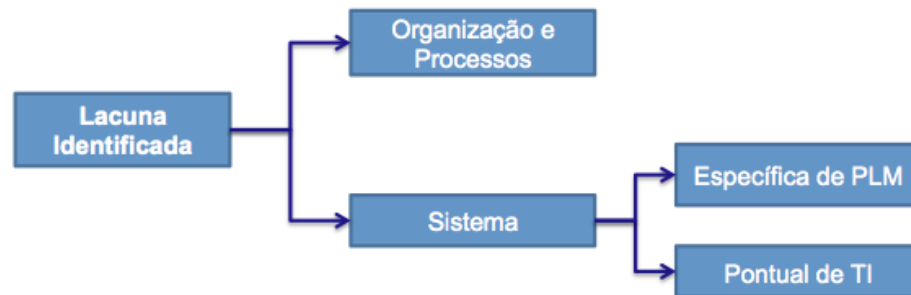 Organização e
Processos
Lacuna
Identificada
Específica de PLM
Sistema
Pontual de TI